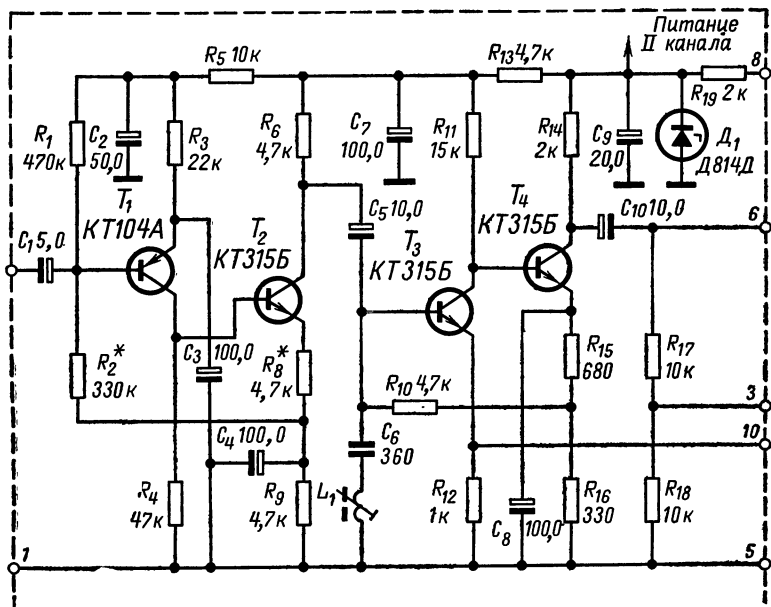 Питание
II канала
8
R5 10к
R13 4,7к
R19 2к
R1
470к
C2
50,0
R3
22к
R6
4,7к
C7
100,0
R11
15к
R14
2к
C9
20,0
Д1
Д814Д
T1
КТ104А
T2
КТ315Б
C5 10,0
T3
КТ315Б
T4
КТ315Б
C10 10,0
6
C1 5,0
R2*
330к
C3 100,0
R8*
4,7к
R10 4,7к
R15
680
R17
10к
3
10
C4 100,0
C6
360
R4
47к
R9
4,7к
L1
R12
1к
C8 100,0
R16
330
R18
10к
1
5